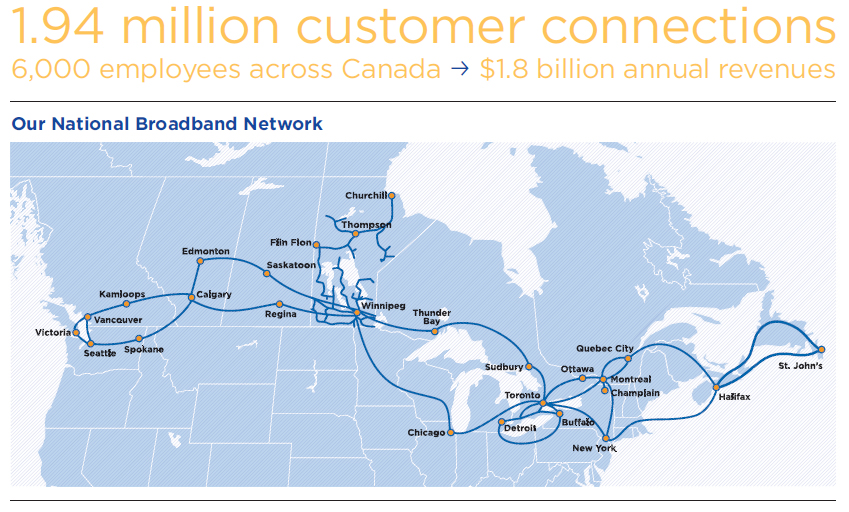 1.94 million customer connections
6,000 employees across Canada → $1.8 billion annual revenues
Our National Broadband Network
Churchill
Thompson
Flin Flon
Edmonton
Saskatoon
Kamloops
Calgary
Winnipeg
Regina
Thunder
Bay
Vancouver
Victoria
Seattle
Spokane
Quebec City
Sudbury
Ottawa
Montreal
St. John's
Toronto
Champlain
Halifax
Chicago
Detroit
Buffalo
New York